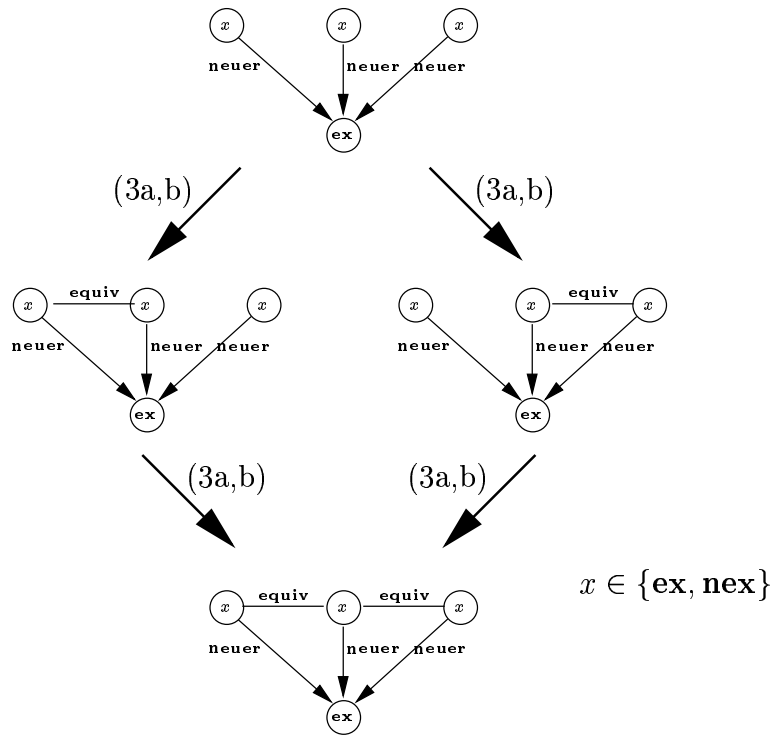 x x x
neuer neuer neuer
ex
(3a,b) (3a,b)
equiv equiv
x x x x x x
neuer neuer neuer neuer neuer neuer
ex ex
(3a,b) (3a,b)
x ∈ {ex, nex}
equiv equiv
x x x
neuer neuer neuer
ex